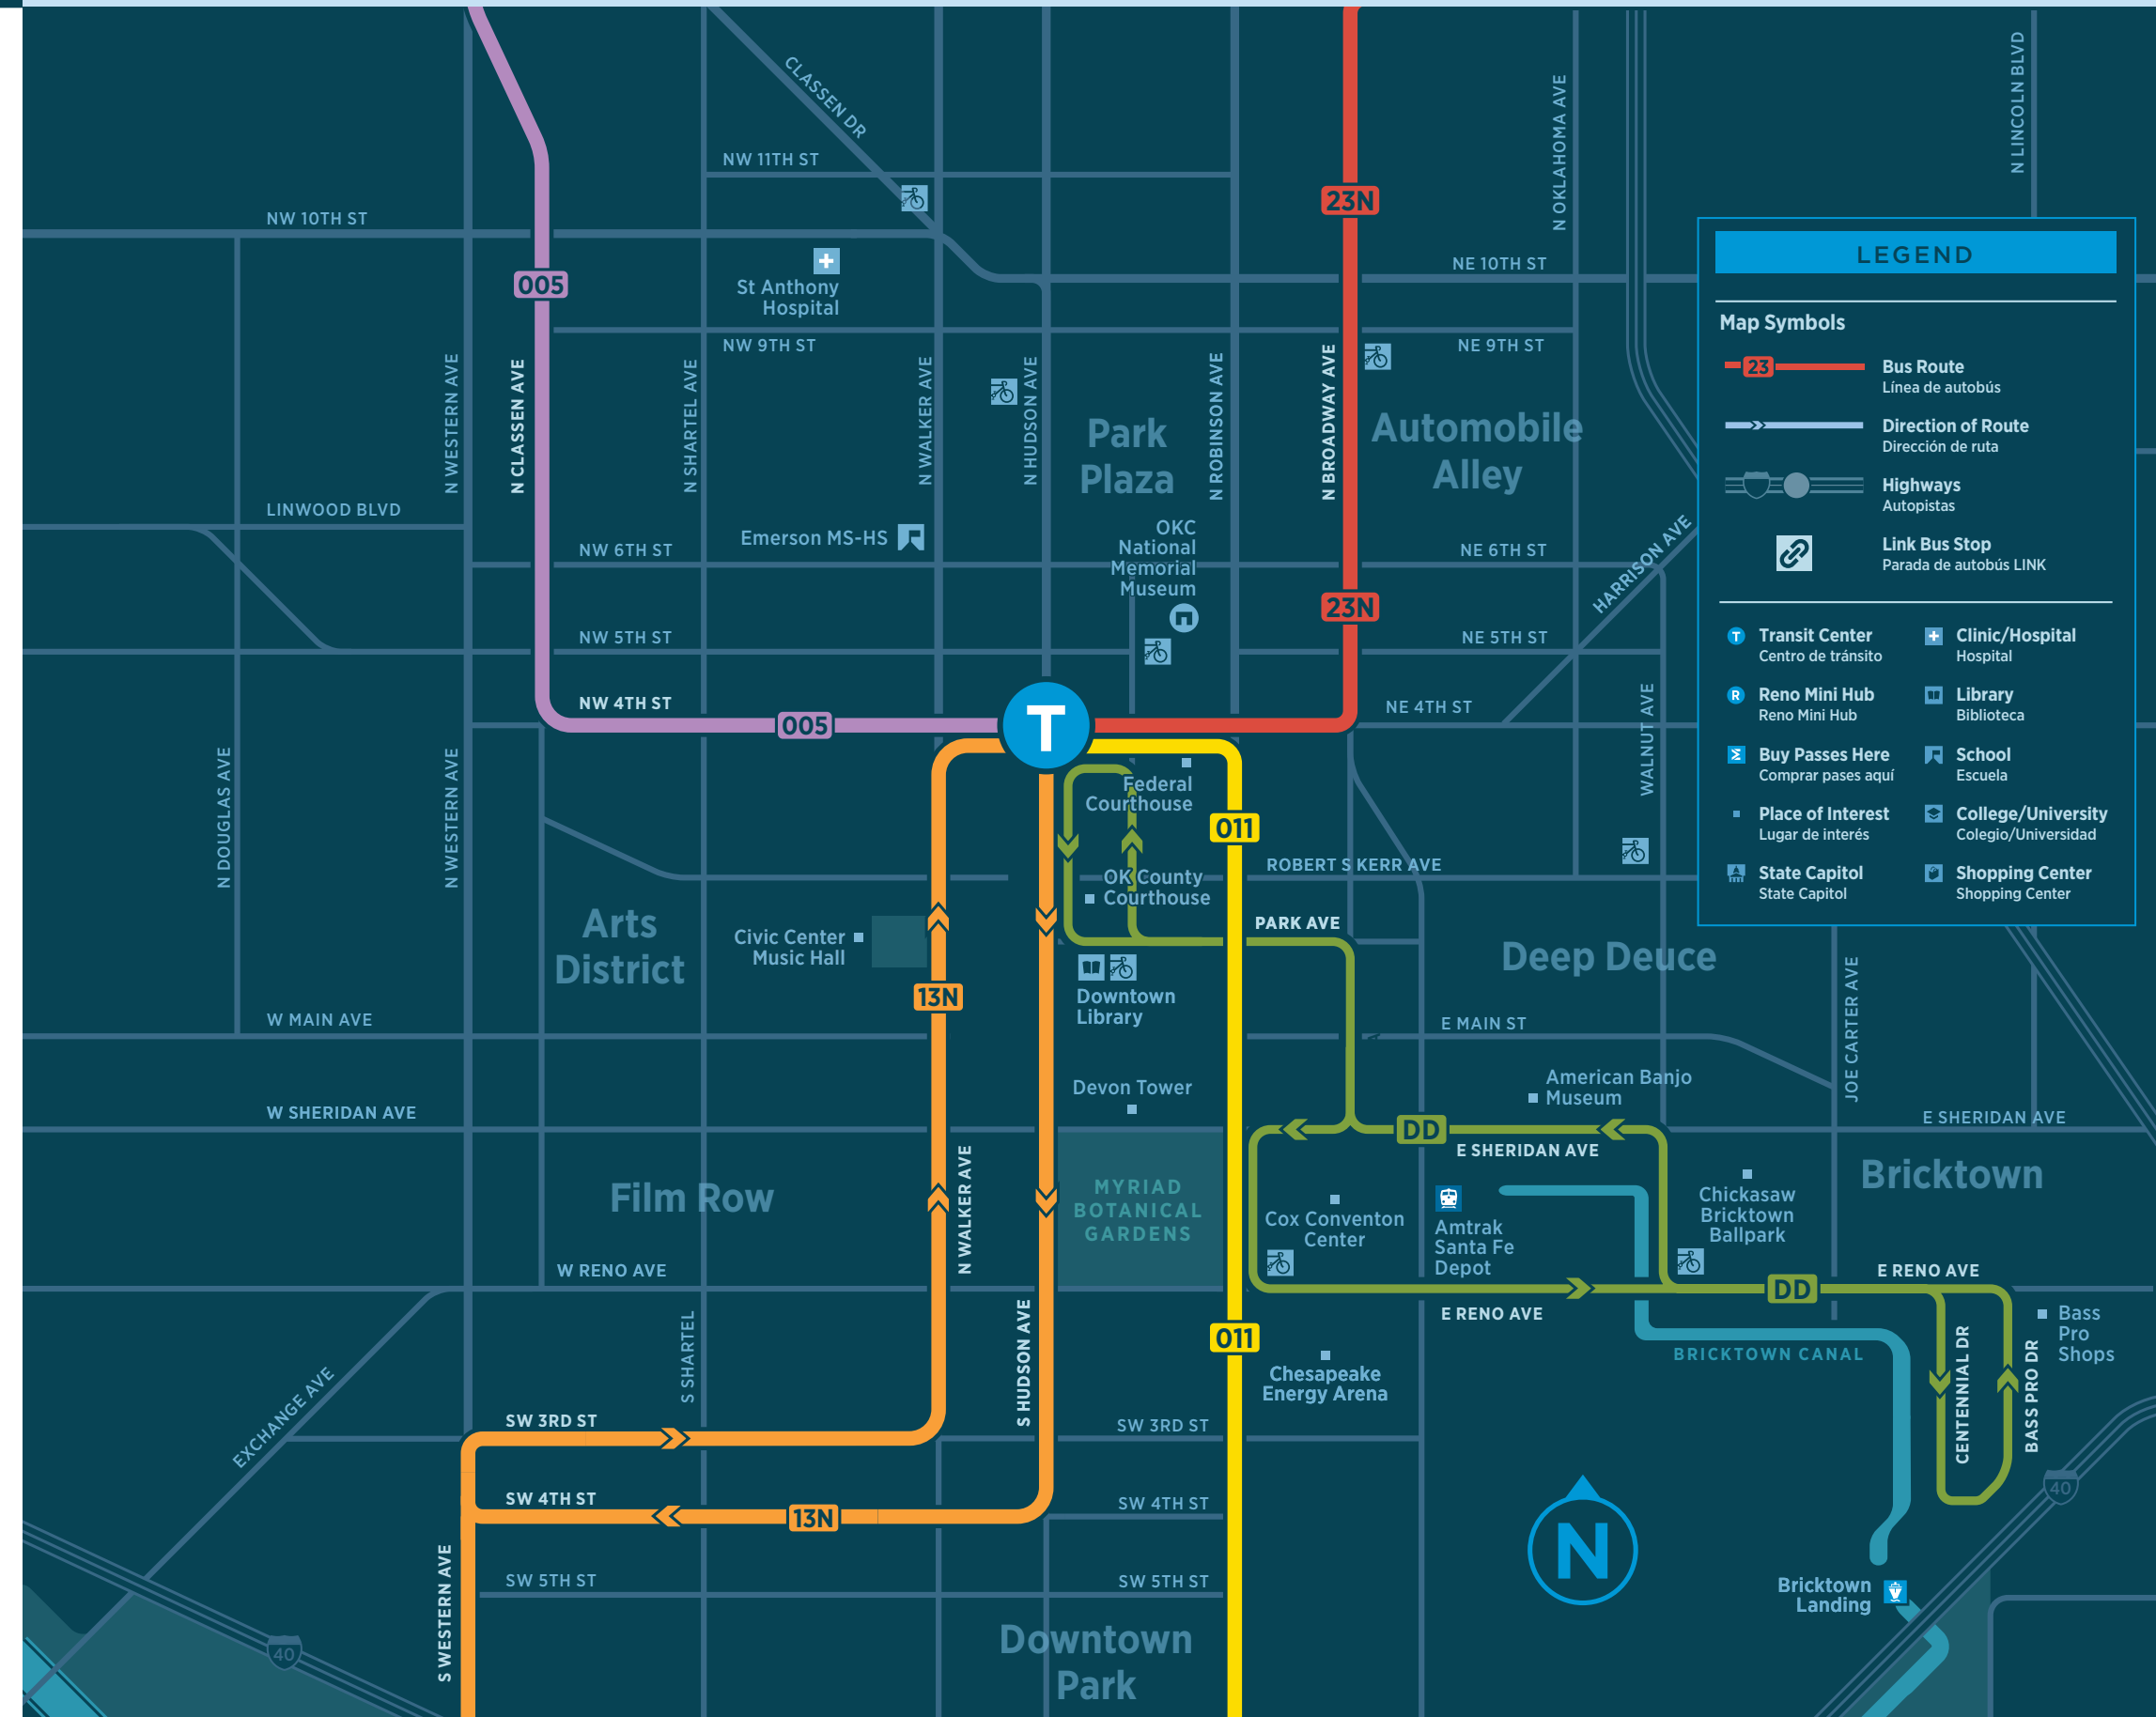 CLASSEN DR
N OKLAHOMA AVE
N LINCOLN BLVD
NW 11TH ST
23N
NW 10TH ST
NE 10TH ST
005
St Anthony
Hospital
NW 9TH ST
NE 9TH ST
N WESTERN AVE
N CLASSEN AVE
N SHARTEL AVE
N WALKER AVE
N HUDSON AVE
N ROBINSON AVE
N BROADWAY AVE
Park
Plaza
Automobile
Alley
LINWOOD BLVD
Emerson MS-HS
OKC
National
Memorial
Museum
NW 6TH ST
NE 6TH ST
HARRISON AVE
23N
NW 5TH ST
NE 5TH ST
NW 4TH ST
005
T
NE 4TH ST
WALNUT AVE
N DOUGLAS AVE
N WESTERN AVE
Federal
Courthouse
011
ROBERT S KERR AVE
OK County
Courthouse
PARK AVE
Arts
District
Civic Center
Music Hall
Deep Deuce
13N
Downtown
Library
W MAIN AVE
E MAIN ST
JOE CARTER AVE
Devon Tower
American Banjo
Museum
W SHERIDAN AVE
DD
E SHERIDAN AVE
E SHERIDAN AVE
Film Row
N WALKER AVE
MYRIAD
BOTANICAL
GARDENS
Cox Conventon
Center
Amtrak
Santa Fe
Depot
Chickasaw
Bricktown
Ballpark
Bricktown
W RENO AVE
E RENO AVE
DD
E RENO AVE
S SHARTEL
S HUDSON AVE
011
Bass
Pro
Shops
BRICKTOWN CANAL
CENTENNIAL DR
BASS PRO DR
Chesapeake
Energy Arena
EXCHANGE AVE
SW 3RD ST
SW 3RD ST
SW 4TH ST
13N
SW 4TH ST
40
N
S WESTERN AVE
SW 5TH ST
SW 5TH ST
Bricktown
Landing
40
Downtown
Park
LEGEND
Map Symbols
23
Bus Route
Línea de autobús
Direction of Route
Dirección de ruta
Highways
Autopistas
Link Bus Stop
Parada de autobús LINK
T
Transit Center
Centro de tránsito
R
Reno Mini Hub
Reno Mini Hub
Buy Passes Here
Comprar pases aquí
Place of Interest
Lugar de interés
State Capitol
State Capitol
Clinic/Hospital
Hospital
Library
Biblioteca
School
Escuela
College/University
Colegio/Universidad
Shopping Center
Shopping Center